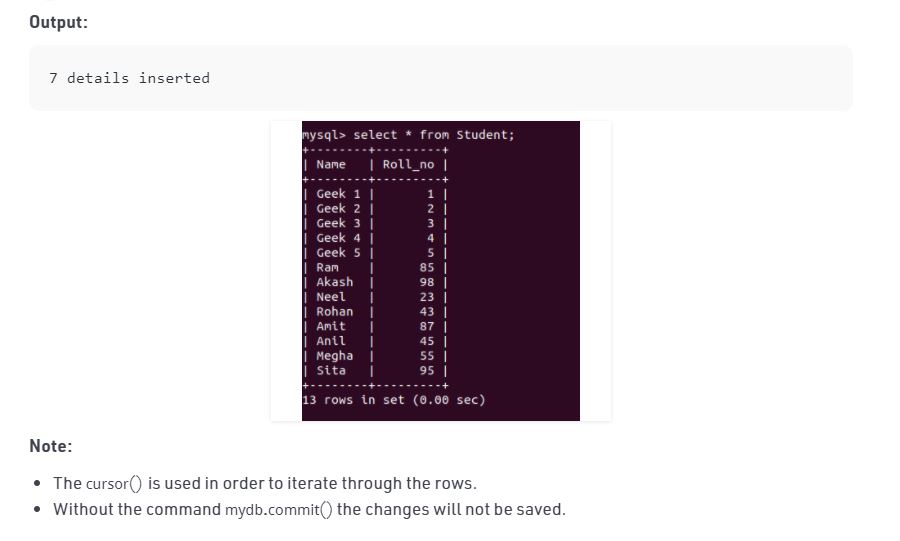 Output:
7 details inserted
mysql> select * from Student;
+--------+---------+
| Name   | Roll_no |
+--------+---------+
| Geek 1 |       1 |
| Geek 2 |       2 |
| Geek 3 |       3 |
| Geek 4 |       4 |
| Geek 5 |       5 |
| Ram    |      85 |
| Akash  |      98 |
| Neel   |      23 |
| Rohan  |      43 |
| Amit   |      87 |
| Anil   |      45 |
| Megha  |      55 |
| Sita   |      95 |
+--------+---------+
13 rows in set (0.00 sec)
Note:
• The cursor() is used in order to iterate through the rows.
• Without the command mydb.commit() the changes will not be saved.